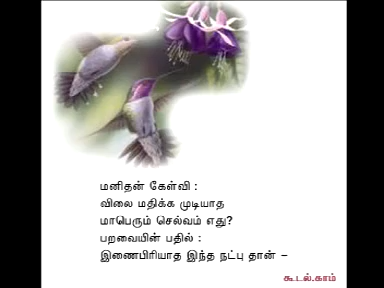 மனிதன் கேள்வி :
விலை மதிக்க முடியாத
மாபெரும் செல்வம் எது?
பறவையின் பதில் :
இணைபிரியாத இந்த நட்பு தான் –
கூடல்.காம்